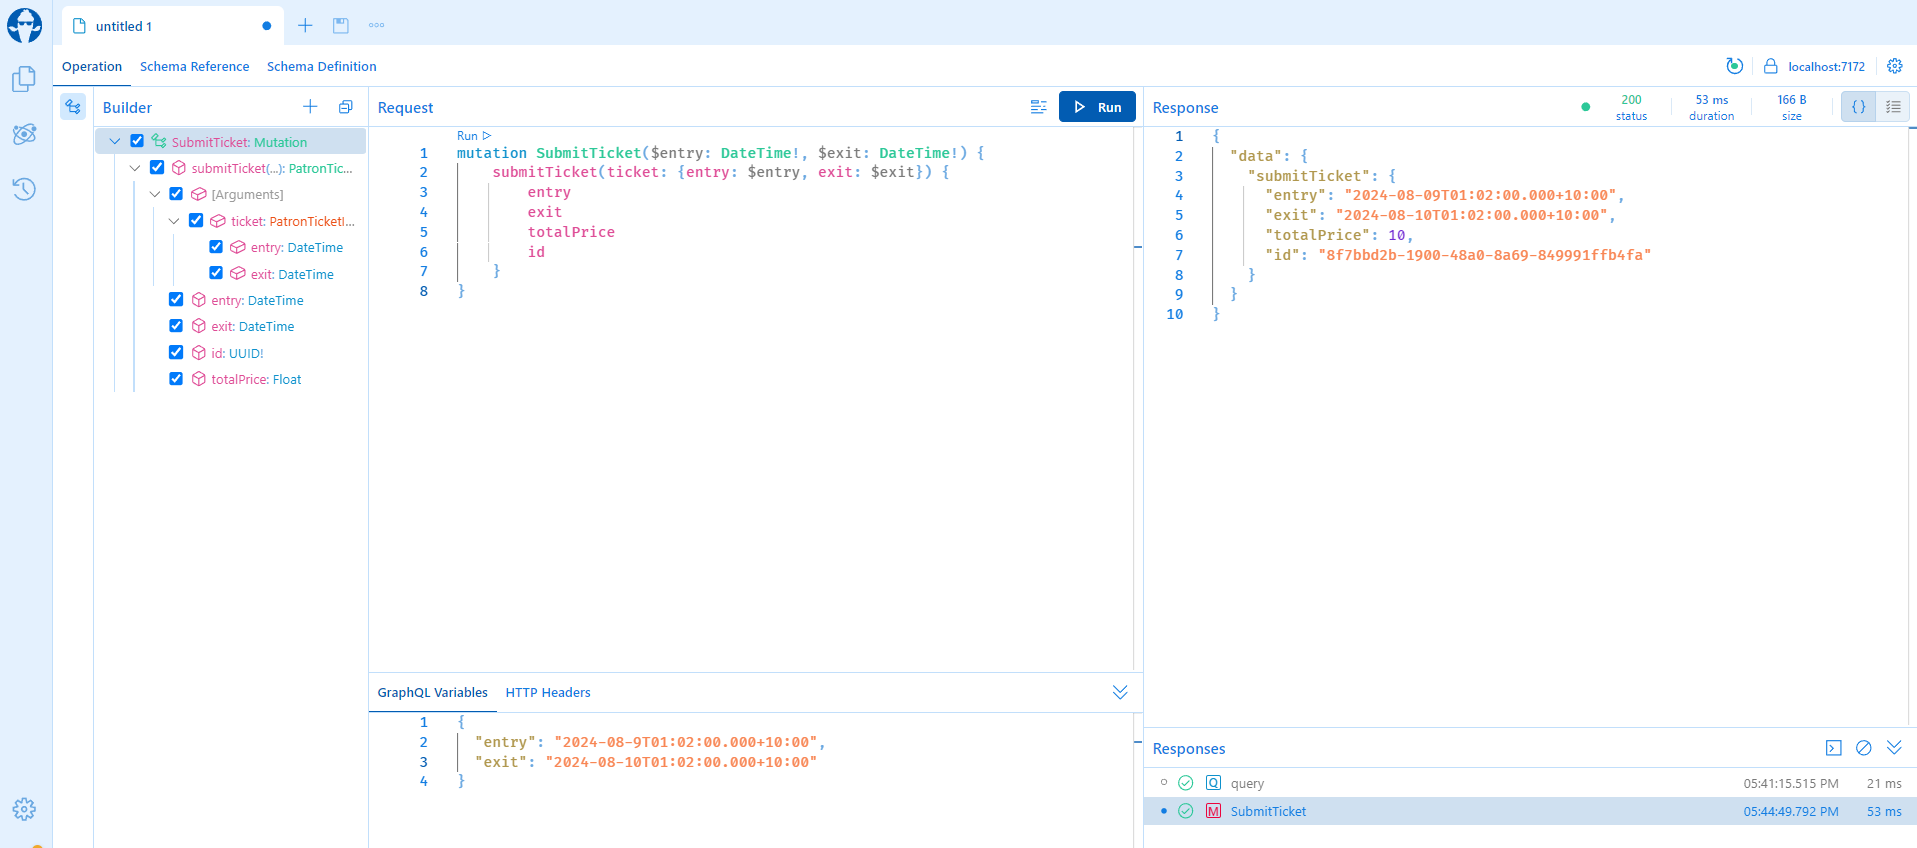 untitled 1
Operation Schema Reference Schema Definition
localhost:7172
Builder
SubmitTicket: Mutation
submitTicket(...): PatronTic...
[Arguments]
ticket: PatronTicketI...
entry: DateTime
exit: DateTime
entry: DateTime
exit: DateTime
id: UUID!
totalPrice: Float
Request
Run
Run
1 mutation SubmitTicket($entry: DateTime!, $exit: DateTime!) {
2 submitTicket(ticket: {entry: $entry, exit: $exit}) {
3 entry
4 exit
5 totalPrice
6 id
7 }
8 }
GraphQL Variables HTTP Headers
1 {
2 "entry": "2024-08-9T01:02:00.000+10:00",
3 "exit": "2024-08-10T01:02:00.000+10:00"
4 }
Response
200 status
53 ms duration
166 B size
{ }
1 {
2 "data": {
3 "submitTicket": {
4 "entry": "2024-08-09T01:02:00.000+10:00",
5 "exit": "2024-08-10T01:02:00.000+10:00",
6 "totalPrice": 10,
7 "id": "8f7bbd2b-1900-48a0-8a69-849991ffb4fa"
8 }
9 }
10 }
Responses
Q query 05:41:15.515 PM 21 ms
M SubmitTicket 05:44:49.792 PM 53 ms